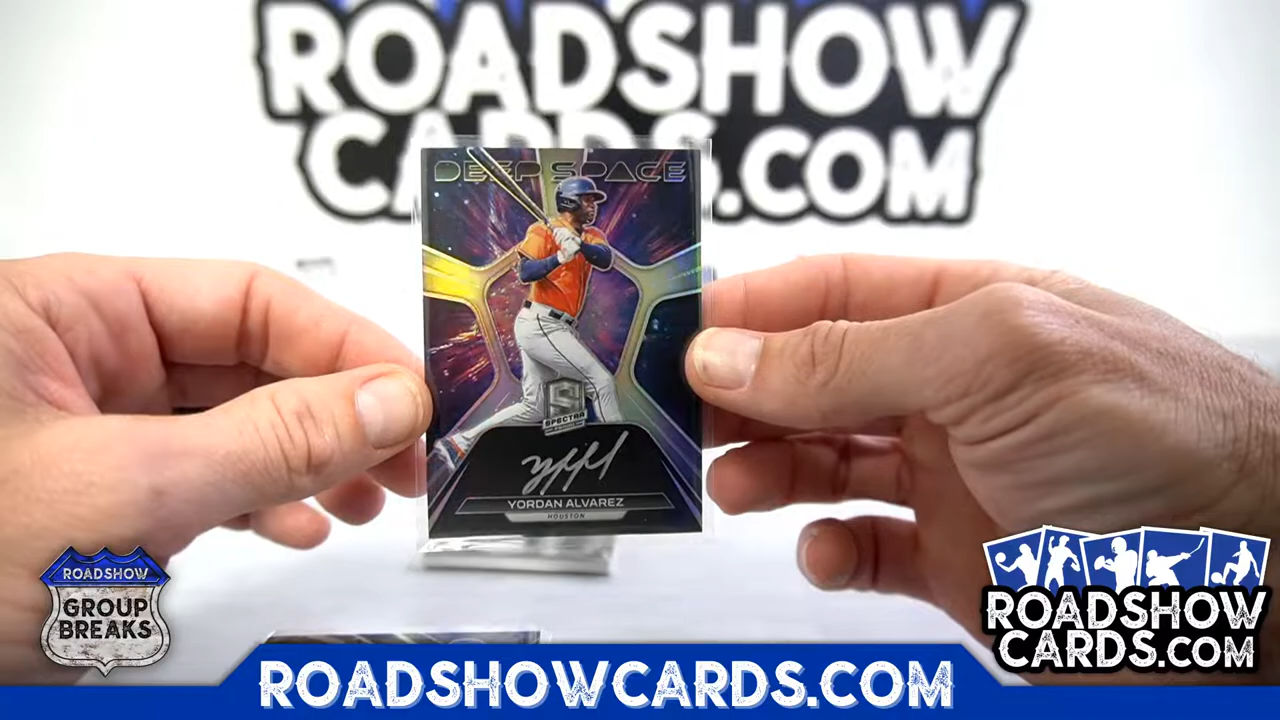 ROADSHOW
CARDS.COM
DEEP SPACE
SPECTRA
YORDAN ALVAREZ
HOUSTON
ROADSHOW
GROUP
BREAKS
ROADSHOW
CARDS.COM
ROADSHOWCARDS.COM